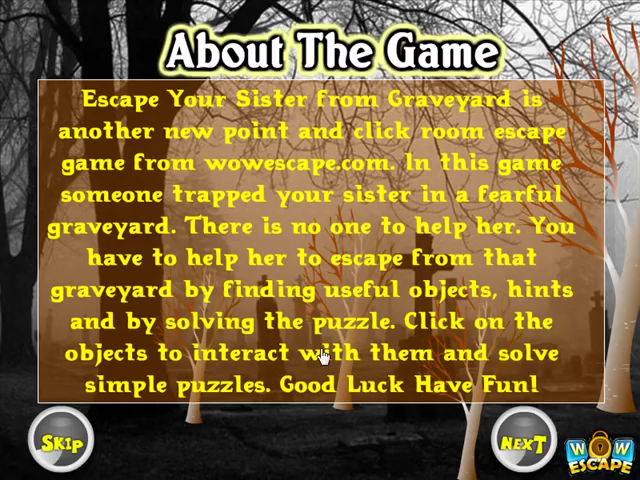 About The Game
Escape Your Sister from Graveyard is
another new point and click room escape
game from wowescape.com. In this game
someone trapped your sister in a fearful
graveyard. There is no one to help her. You
have to help her to escape from that
graveyard by finding useful objects, hints
and by solving the puzzle. Click on the
objects to interact with them and solve
simple puzzles. Good Luck Have Fun!
Skip
Next
WOW
ESCAPE